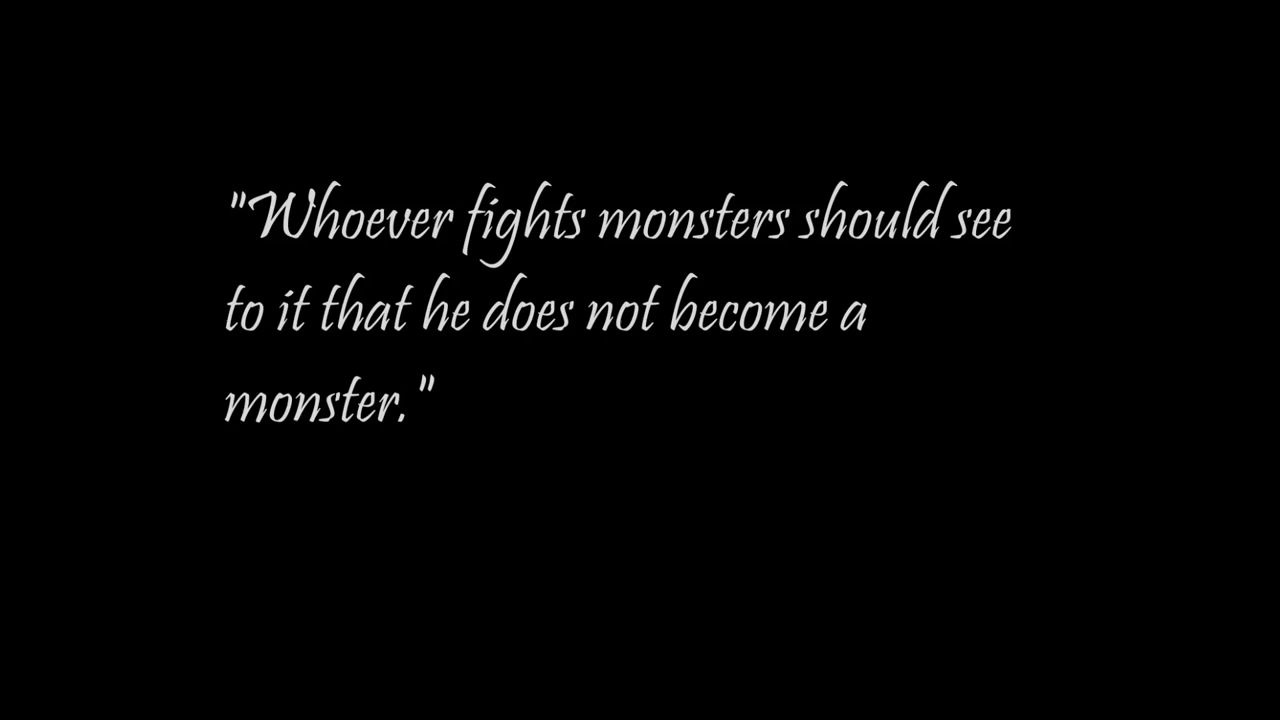 "Whoever fights monsters should see
to it that he does not become a
monster."